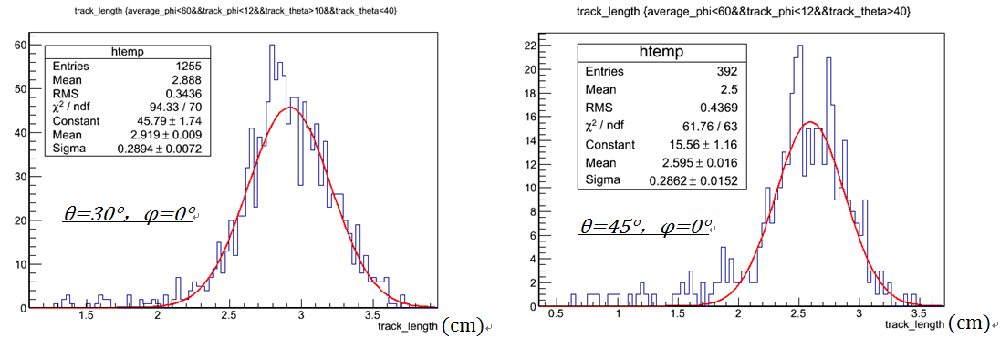 track_length {average_phi<60&&track_phi<12&&track_theta>10&&track_theta<40}
htemp
Entries 1255
Mean 2.888
RMS 0.3436
χ² / ndf 94.33 / 70
Constant 45.79 ± 1.74
Mean 2.919 ± 0.009
Sigma 0.2894 ± 0.0072
θ=30°, φ=0°
60
50
40
30
20
10
0
1.5 2 2.5 3 3.5
track_length (cm)
track_length {average_phi<60&&track_phi<12&&track_theta>40}
htemp
Entries 392
Mean 2.5
RMS 0.4369
χ² / ndf 61.76 / 63
Constant 15.56 ± 1.16
Mean 2.595 ± 0.016
Sigma 0.2862 ± 0.0152
θ=45°, φ=0°
22
20
18
16
14
12
10
8
6
4
2
0
0.5 1 1.5 2 2.5 3 3.5
track_length (cm)